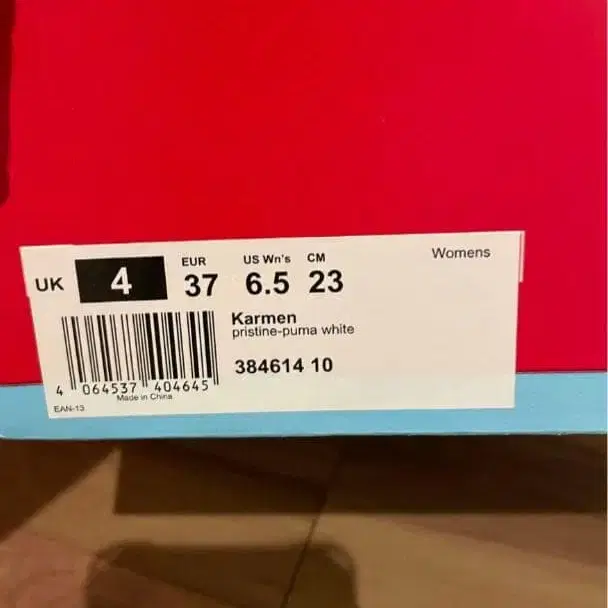 Womens
UK 4 EUR 37 US Wn's 6.5 CM 23
Karmen
pristine-puma white
384614 10
4 064537 404645
Made in China
EAN-13